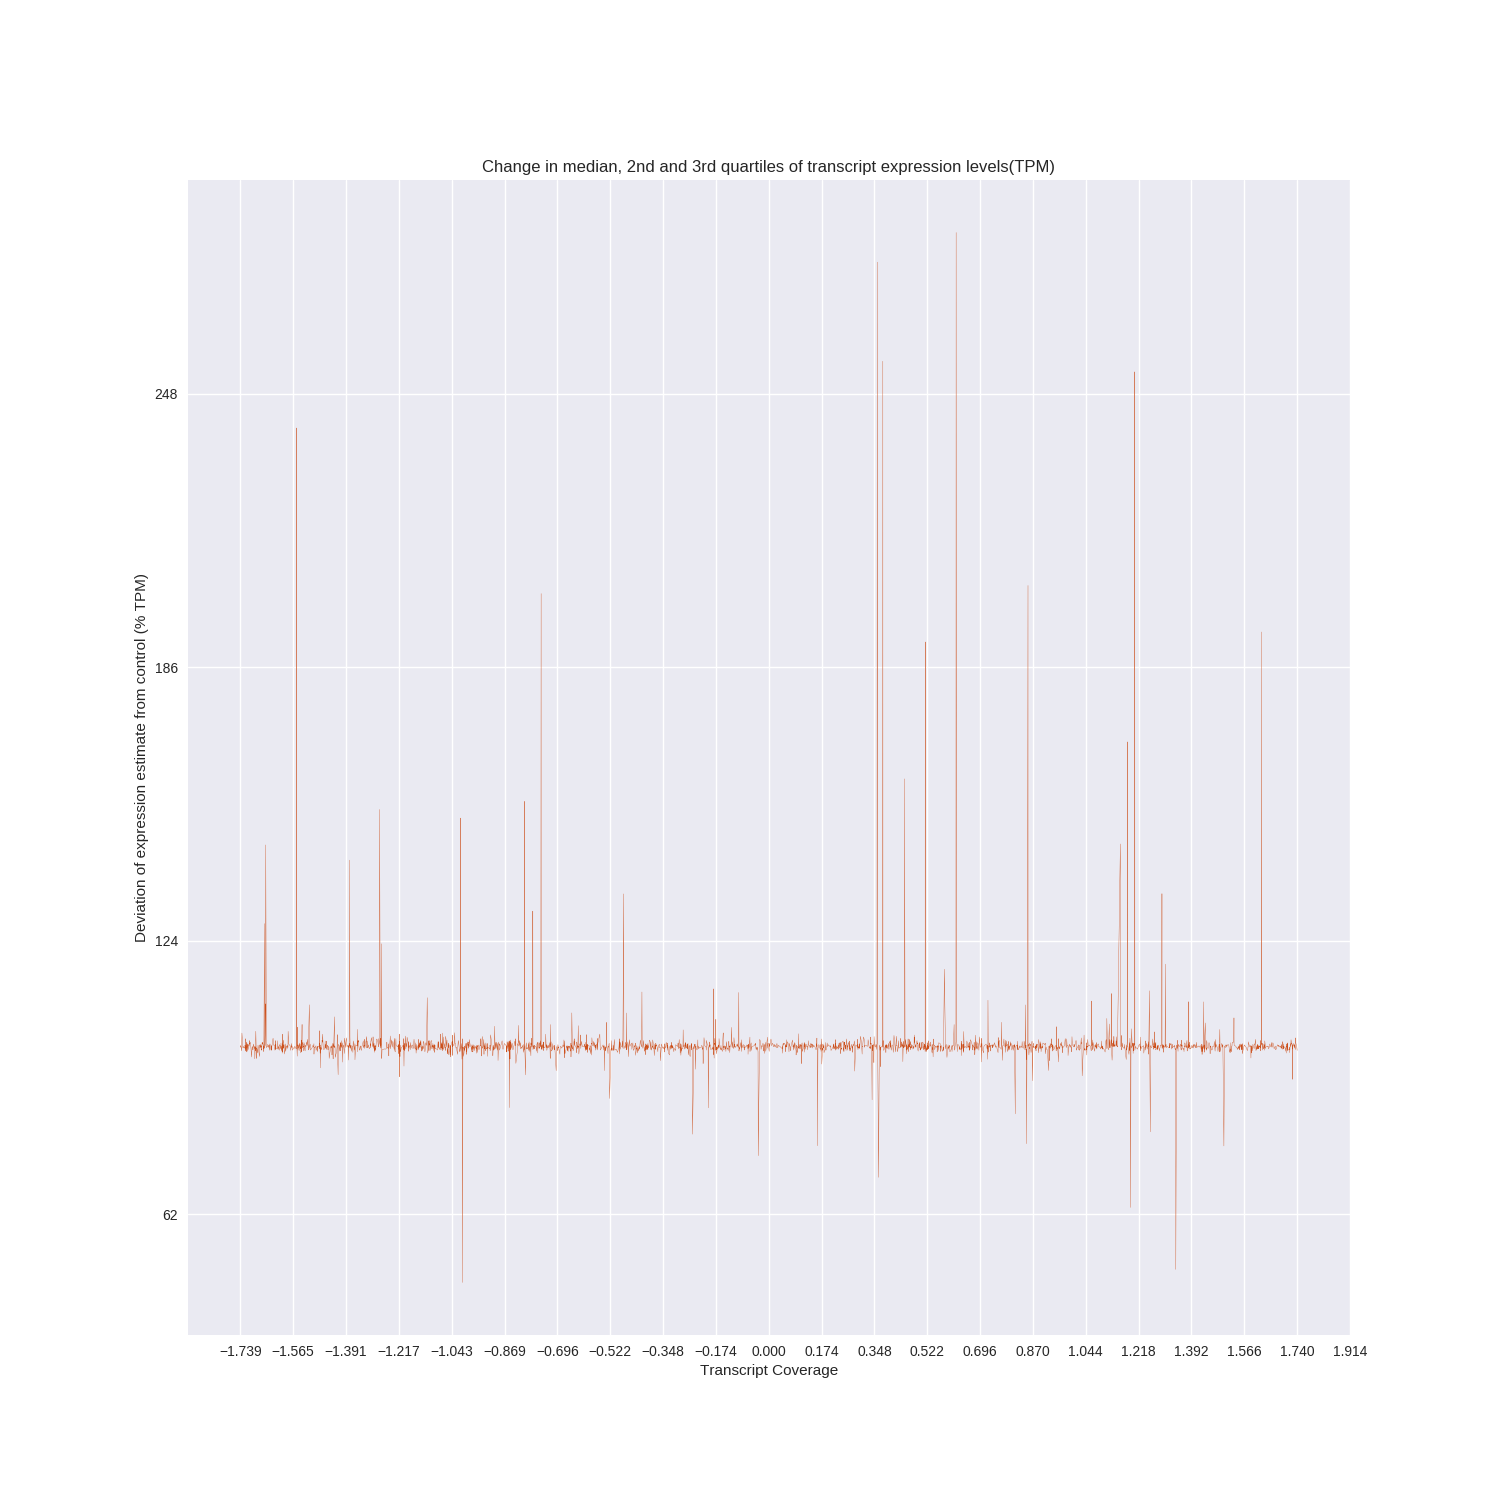 Change in median, 2nd and 3rd quartiles of transcript expression levels(TPM)
Deviation of expression estimate from control (% TPM)
248
186
124
62
−1.739 −1.565 −1.391 −1.217 −1.043 −0.869 −0.696 −0.522 −0.348 −0.174 0.000 0.174 0.348 0.522 0.696 0.870 1.044 1.218 1.392 1.566 1.740 1.914
Transcript Coverage